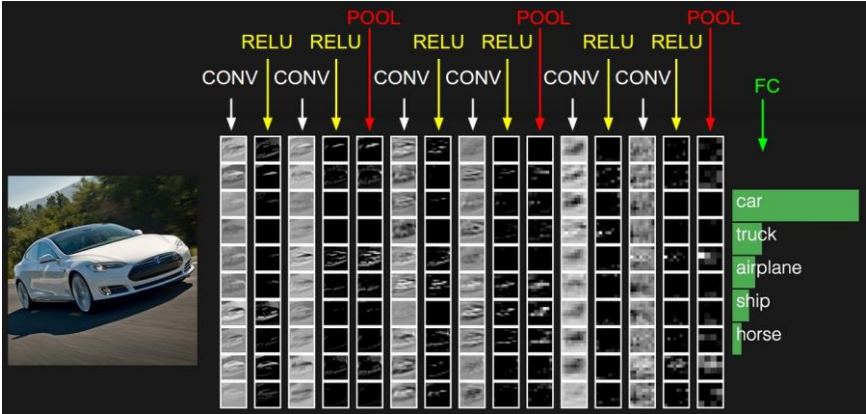 POOL POOL POOL
RELU RELU RELU RELU RELU RELU
CONV CONV CONV CONV CONV CONV
FC
car
truck
airplane
ship
horse